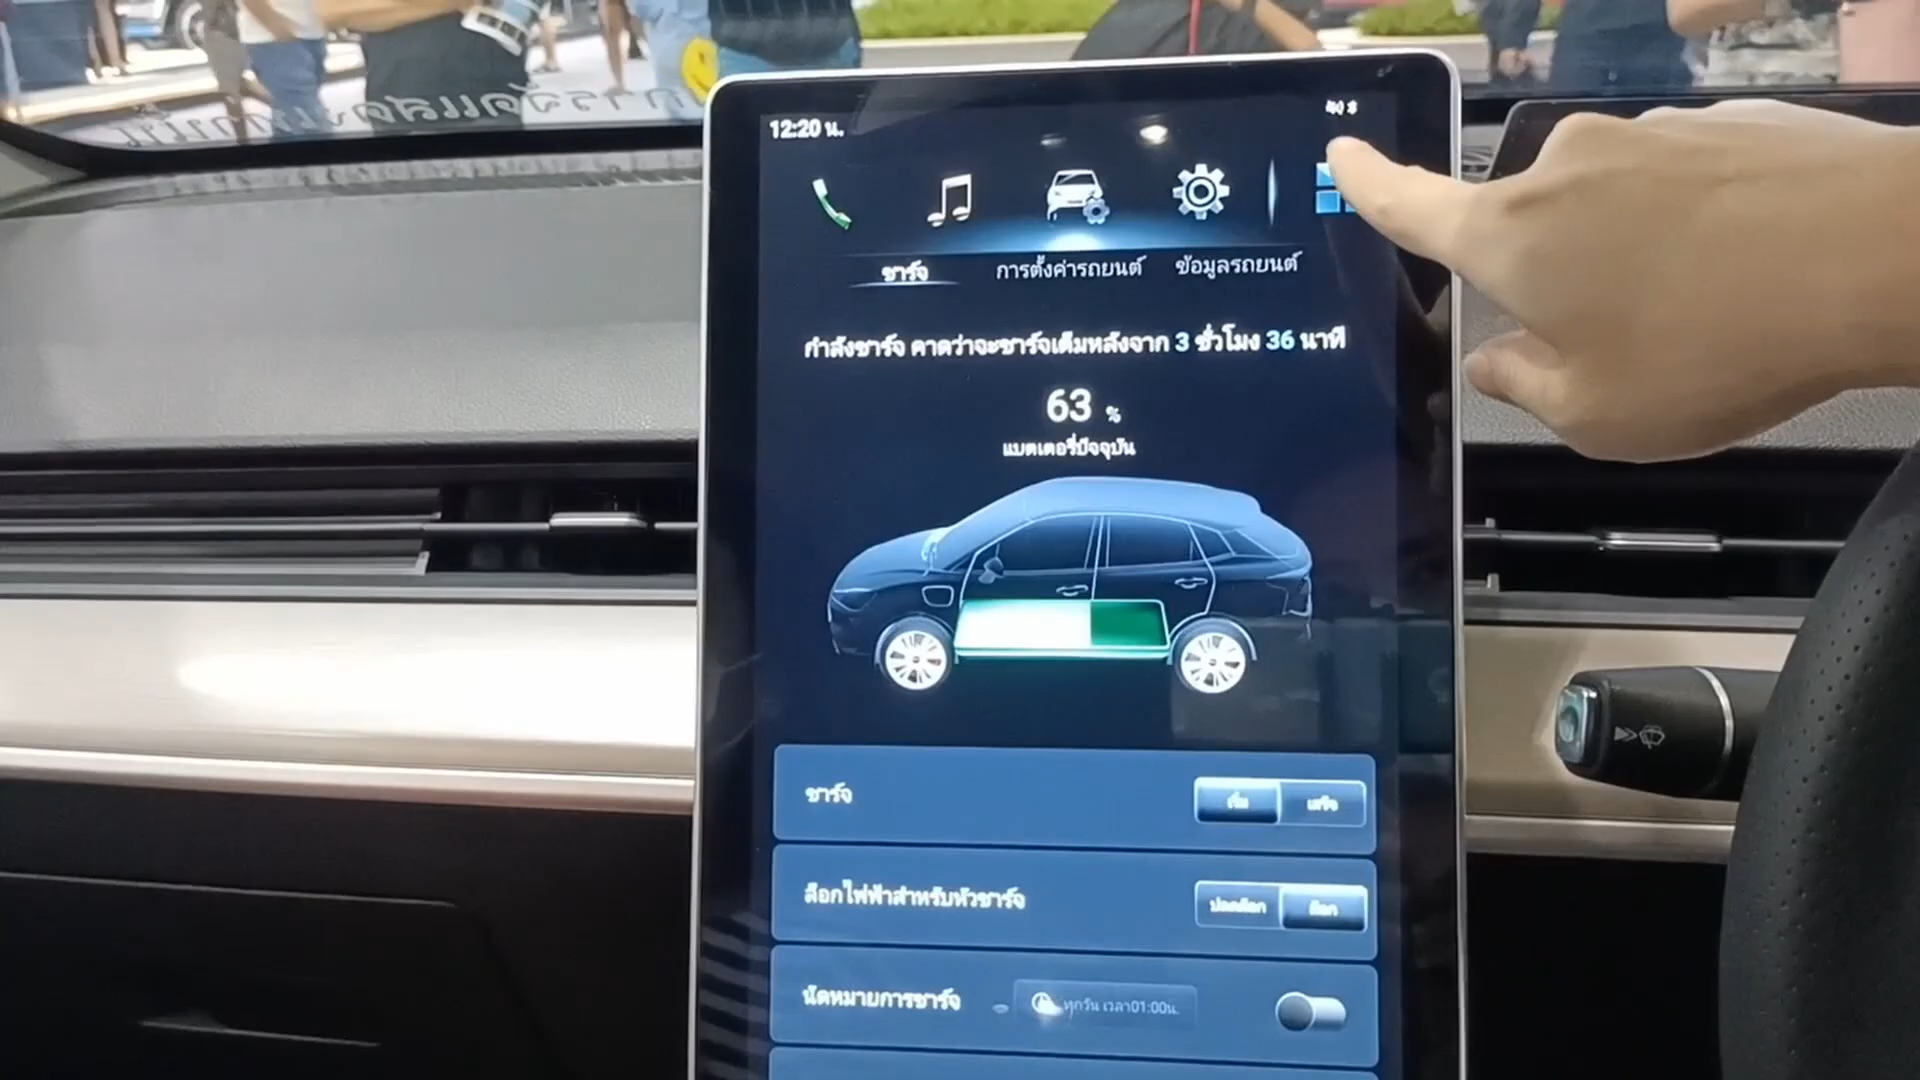 12:20 น.
ชาร์จ
การตั้งค่ารถยนต์
ข้อมูลรถยนต์
กำลังชาร์จ คาดว่าจะชาร์จเต็มหลังจาก 3 ชั่วโมง 36 นาที
63 %
แบตเตอรี่ปัจจุบัน
ชาร์จ
เริ่ม
เสร็จ
ล็อกไฟฟ้าสำหรับหัวชาร์จ
ปลดล็อก
ล็อก
นัดหมายการชาร์จ
ทุกวัน เวลา01:00น.